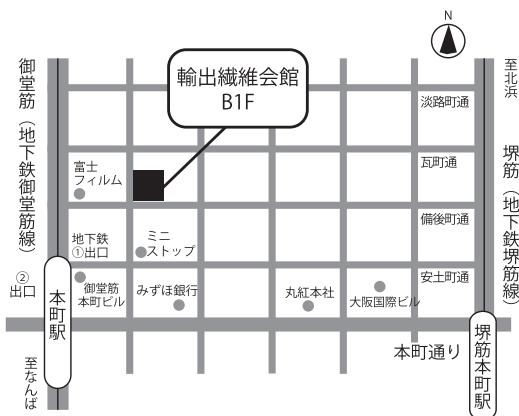 N
御堂筋（地下鉄御堂筋線）
輸出繊維会館
B1F
至北浜
淡路町通
堺筋（地下鉄堺筋線）
瓦町通
富士
フィルム
備後町通
地下鉄
①出口
ミニ
ストップ
②
出口
安土町通
御堂筋
本町ビル
みずほ銀行
丸紅本社
大阪国際ビル
本町駅
本町通り
堺筋本町駅
至なんば